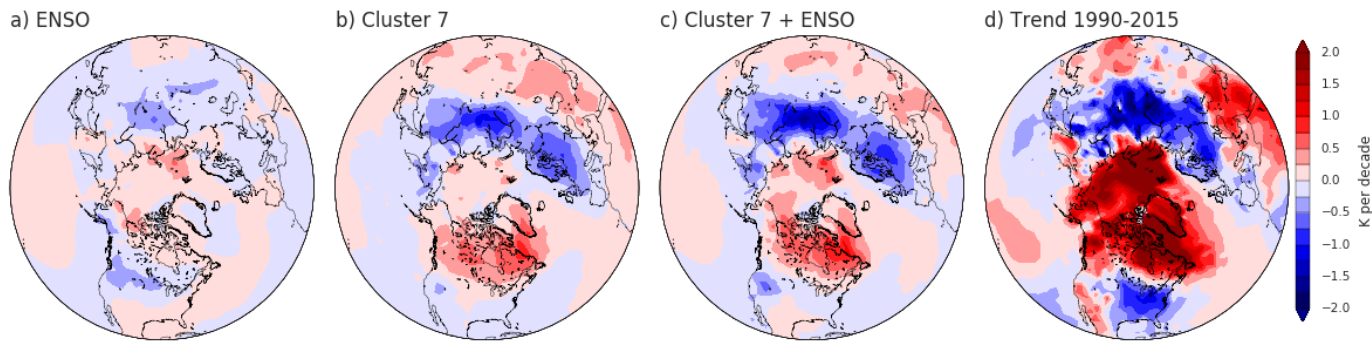 a) ENSO
b) Cluster 7
c) Cluster 7 + ENSO
d) Trend 1990-2015
2.0
1.5
1.0
0.5
0.0
−0.5
−1.0
−1.5
−2.0
K per decade